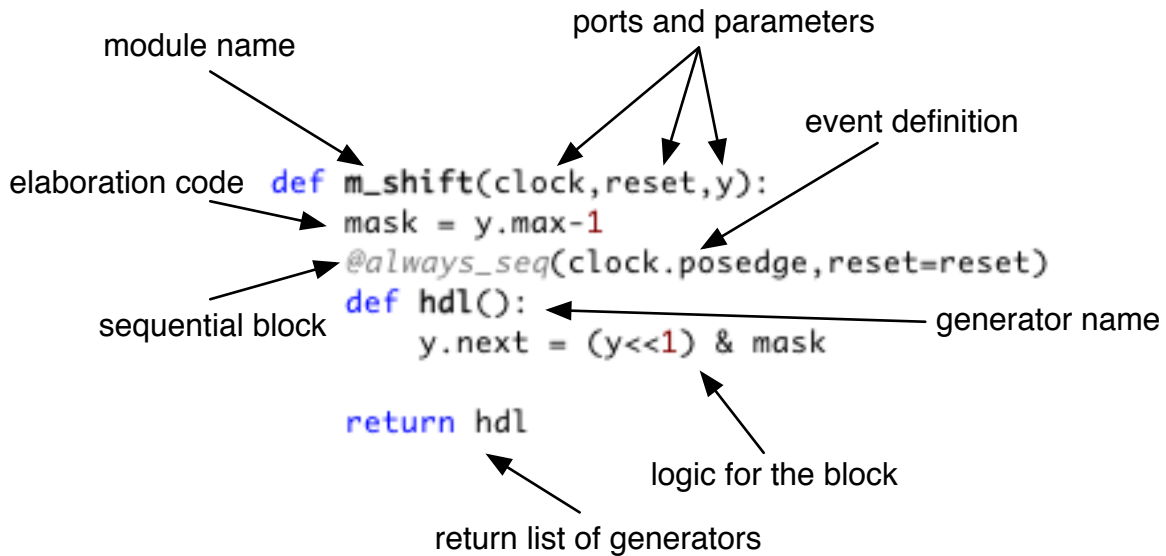 ports and parameters
module name
event definition
elaboration code
def m_shift(clock,reset,y):
mask = y.max-1
@always_seq(clock.posedge,reset=reset)
def hdl():
sequential block
generator name
y.next = (y<<1) & mask
return hdl
logic for the block
return list of generators